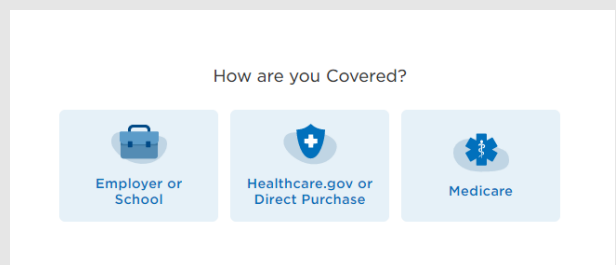 How are you Covered?
Employer or
School
Healthcare.gov or
Direct Purchase
Medicare